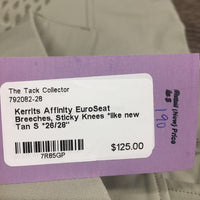 The Tack Collector
792082-28
Kerrits Affinity EuroSeat
Breeches, Sticky Knees *like new
Tan S *26/28"
$125.00
7R85GP
Retail (New) Price
190